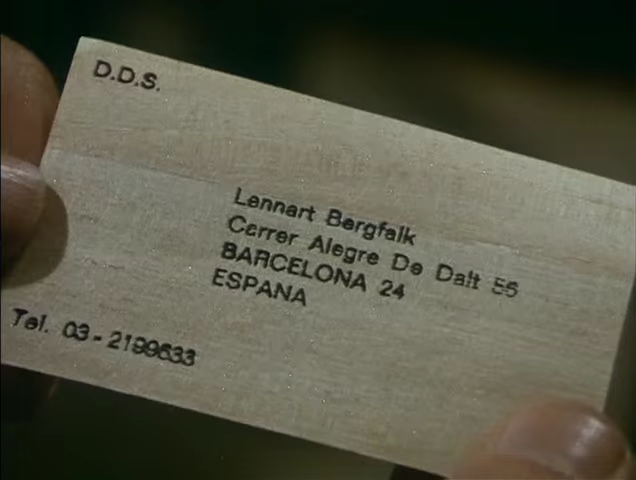 D.D.S.
Lennart Bergfalk
Carrer Alegre De Dalt 55
BARCELONA 24
ESPANA
Tel. 03-2199633